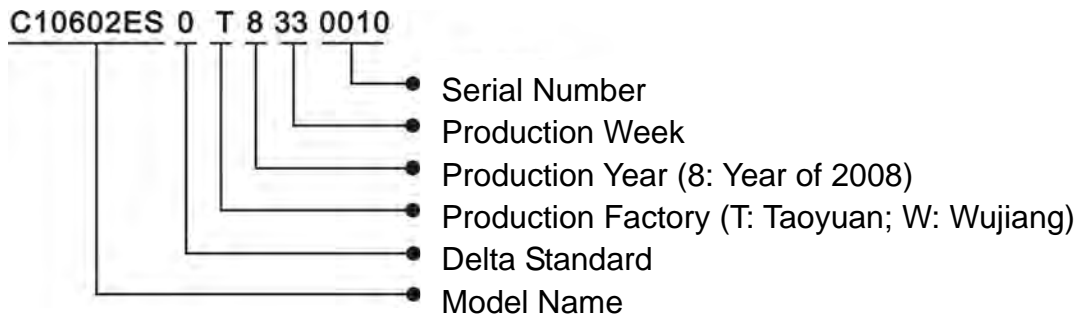 C10602ES 0 T 8 33 0010
Serial Number
Production Week
Production Year (8: Year of 2008)
Production Factory (T: Taoyuan; W: Wujiang)
Delta Standard
Model Name